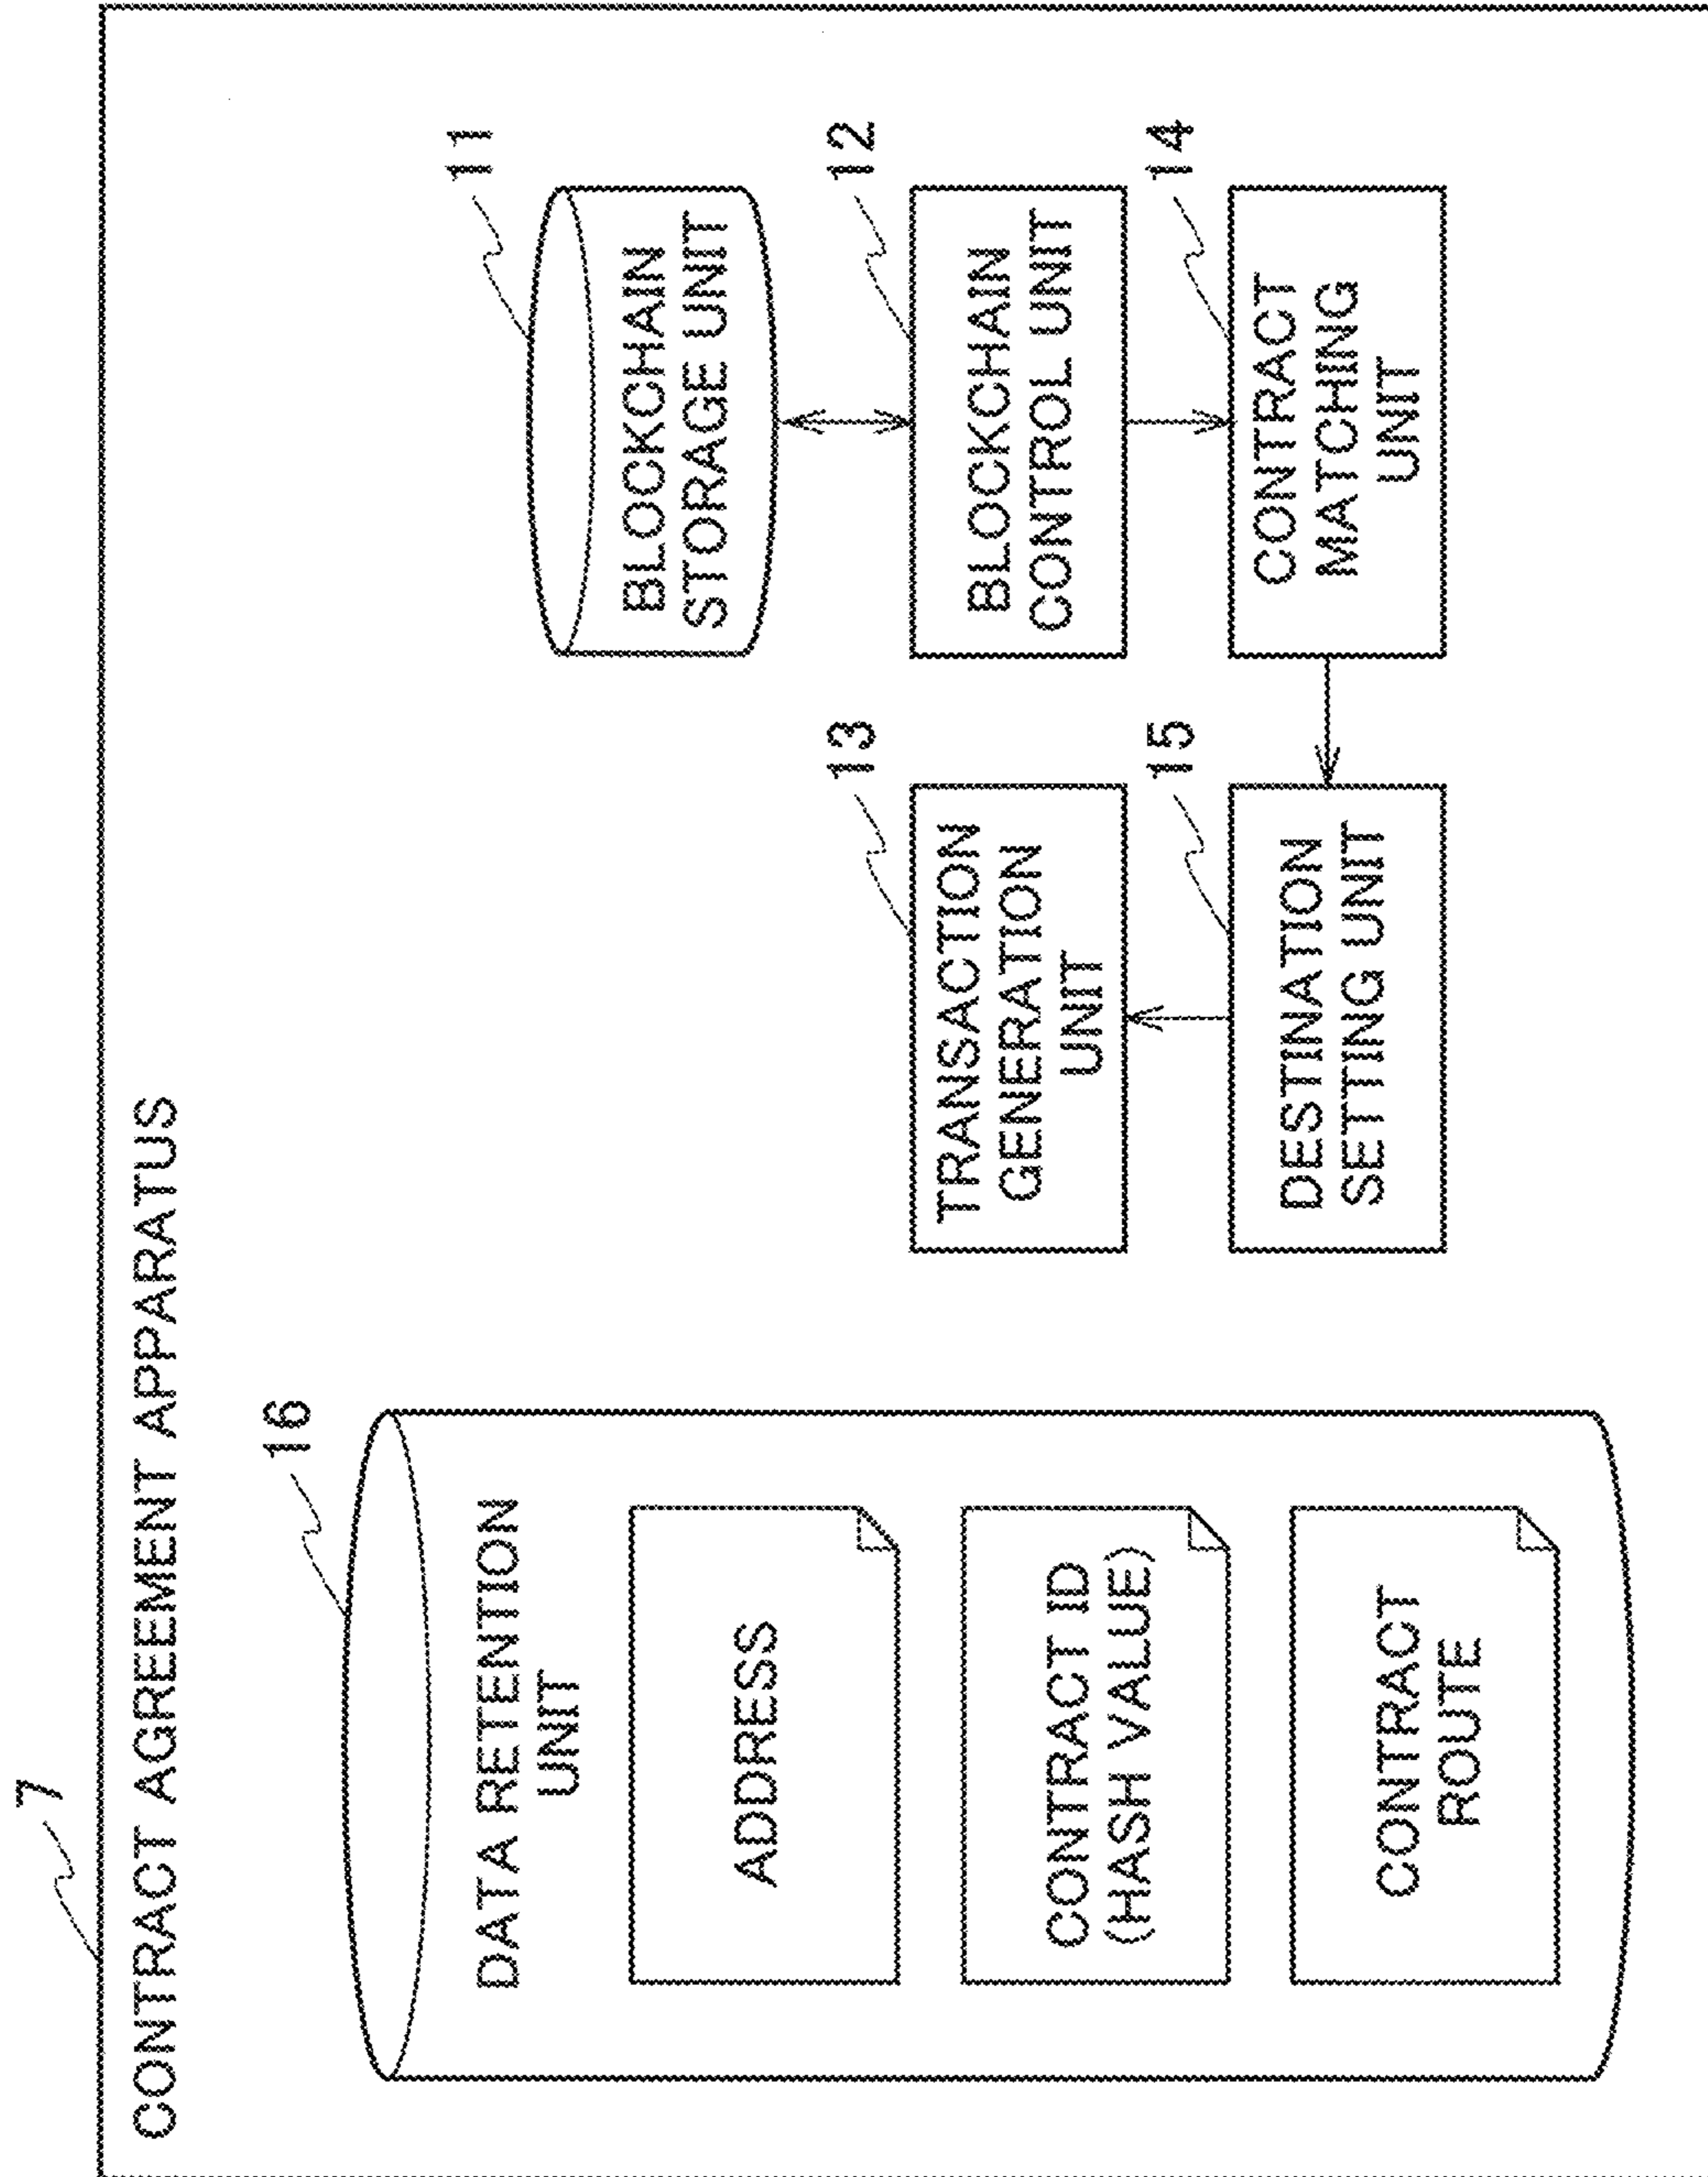 7
CONTRACT AGREEMENT APPARATUS
16
DATA RETENTION
UNIT
ADDRESS
CONTRACT ID
(HASH VALUE)
CONTRACT
ROUTE
11
BLOCKCHAIN
STORAGE UNIT
13
TRANSACTION
GENERATION
UNIT
12
BLOCKCHAIN
CONTROL UNIT
15
DESTINATION
SETTING UNIT
14
CONTRACT
MATCHING
UNIT